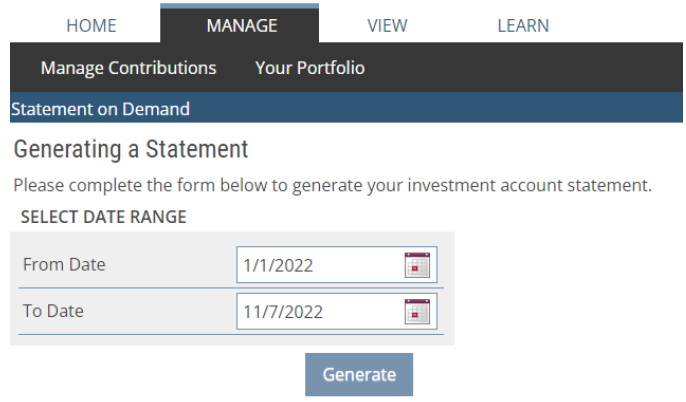 HOME MANAGE VIEW LEARN
Manage Contributions Your Portfolio
Statement on Demand
Generating a Statement
Please complete the form below to generate your investment account statement.
SELECT DATE RANGE
From Date 1/1/2022
To Date 11/7/2022
Generate